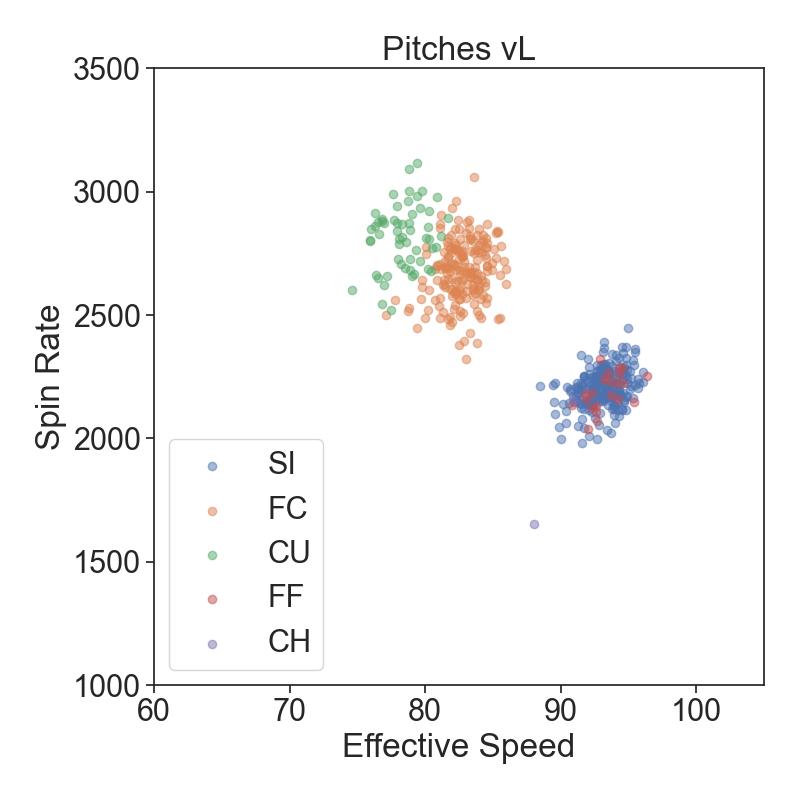 Pitches vL
3500
3000
2500
2000
1500
1000
Spin Rate
SI
FC
CU
FF
CH
60 70 80 90 100
Effective Speed